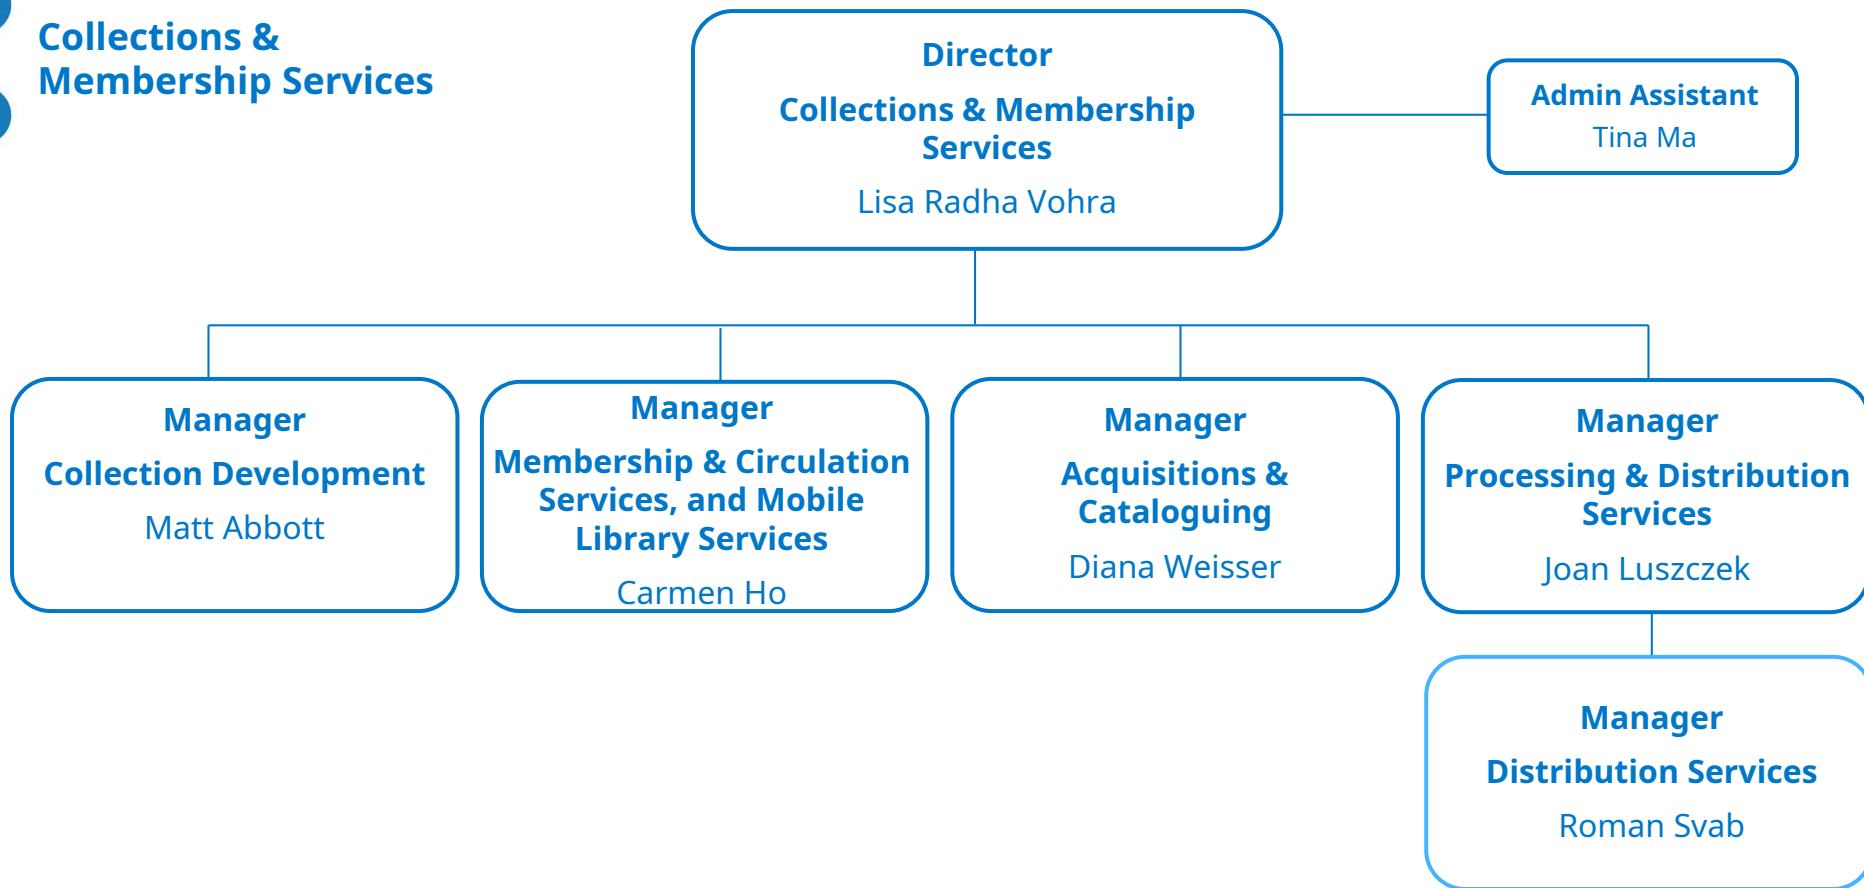 Collections &
Membership Services
Director
Collections & Membership
Services
Lisa Radha Vohra
Admin Assistant
Tina Ma
Manager
Collection Development
Matt Abbott
Manager
Membership & Circulation
Services, and Mobile
Library Services
Carmen Ho
Manager
Acquisitions &
Cataloguing
Diana Weisser
Manager
Processing & Distribution
Services
Joan Luszczek
Manager
Distribution Services
Roman Svab